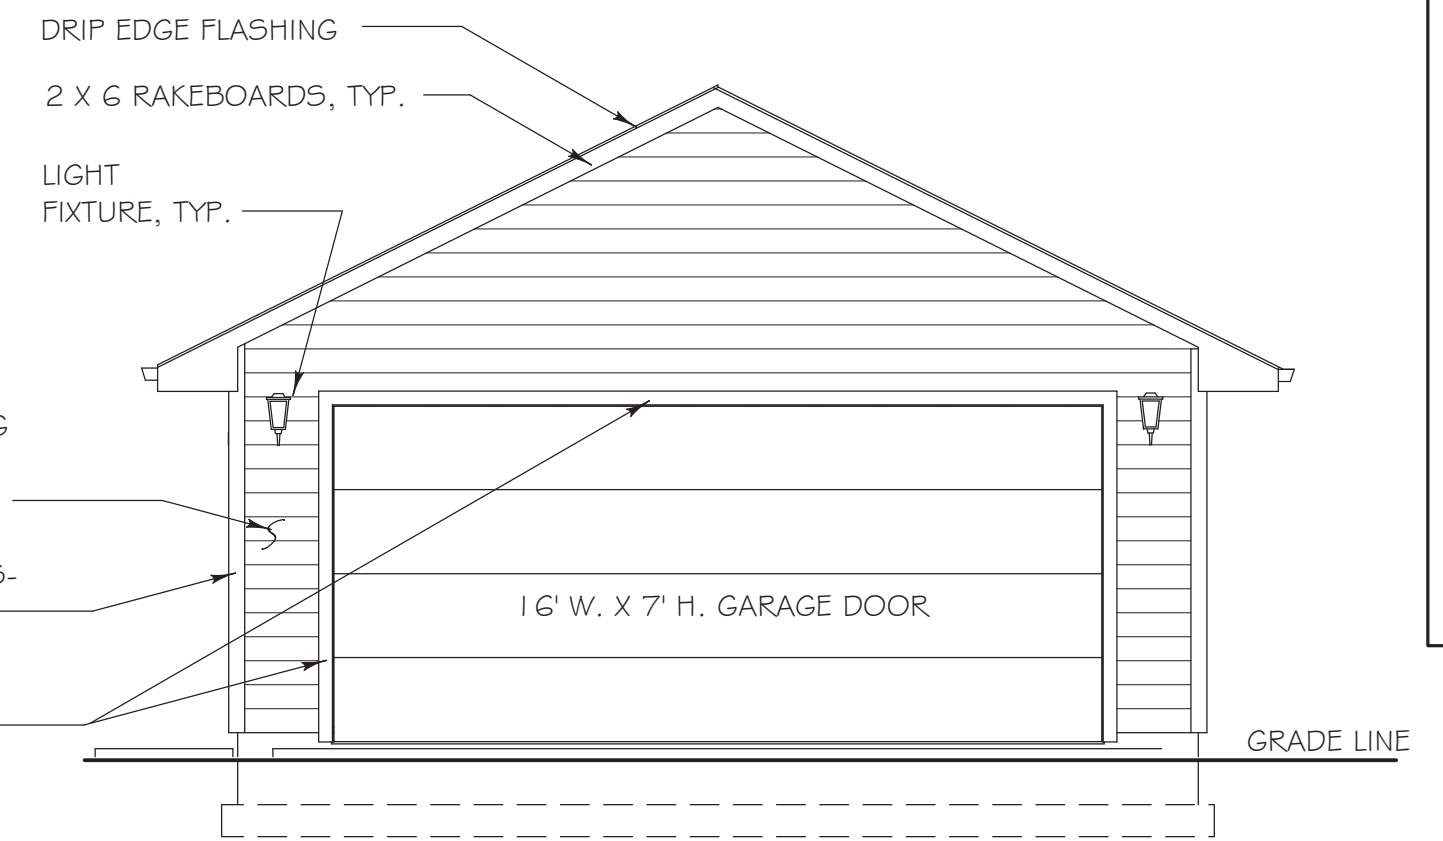 DRIP EDGE FLASHING
2 X 6 RAKEBOARDS, TYP.
LIGHT
FIXTURE, TYP.
16' W. X 7' H. GARAGE DOOR
GRADE LINE